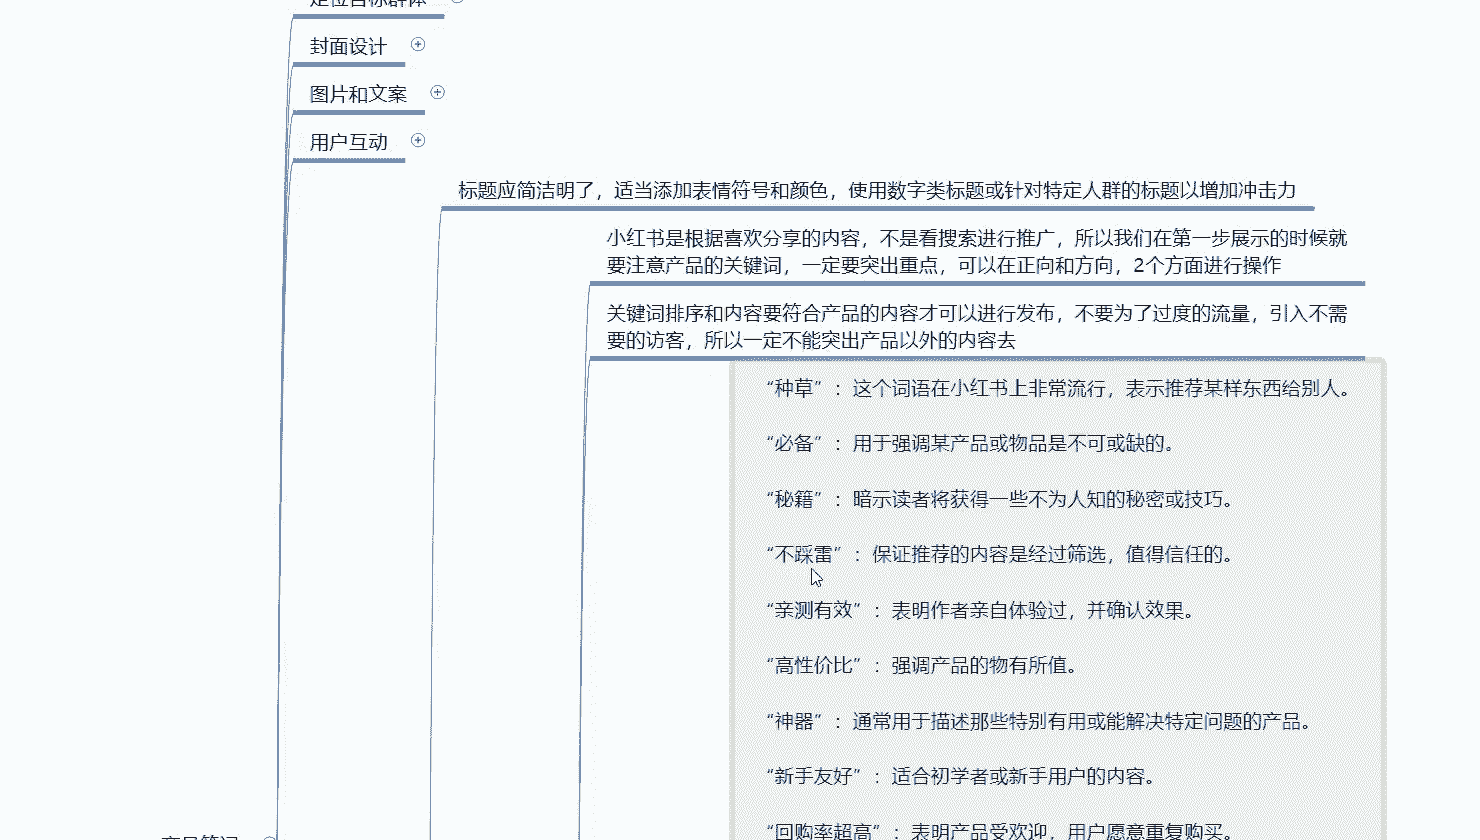 定位目标群体
封面设计
图片和文案
用户互动
标题应简洁明了，适当添加表情符号和颜色，使用数字类标题或针对特定人群的标题以增加冲击力
小红书是根据喜欢分享的内容，不是看搜索进行推广，所以我们在第一步展示的时候就
要注意产品的关键词，一定要突出重点，可以在正向和方向，2个方面进行操作
关键词排序和内容要符合产品的内容才可以进行发布，不要为了过度的流量，引入不需
要的访客，所以一定不能突出产品以外的内容去
“种草”：这个词语在小红书上非常流行，表示推荐某样东西给别人。
“必备”：用于强调某产品或物品是不可或缺的。
“秘籍”：暗示读者将获得一些不为人知的秘密或技巧。
“不踩雷”：保证推荐的内容是经过筛选，值得信任的。
“亲测有效”：表明作者亲自体验过，并确认效果。
“高性价比”：强调产品的物有所值。
“神器”：通常用于描述那些特别有用或能解决特定问题的产品。
“新手友好”：适合初学者或新手用户的内容。
“回购率超高”：表明产品受欢迎，用户愿意重复购买。